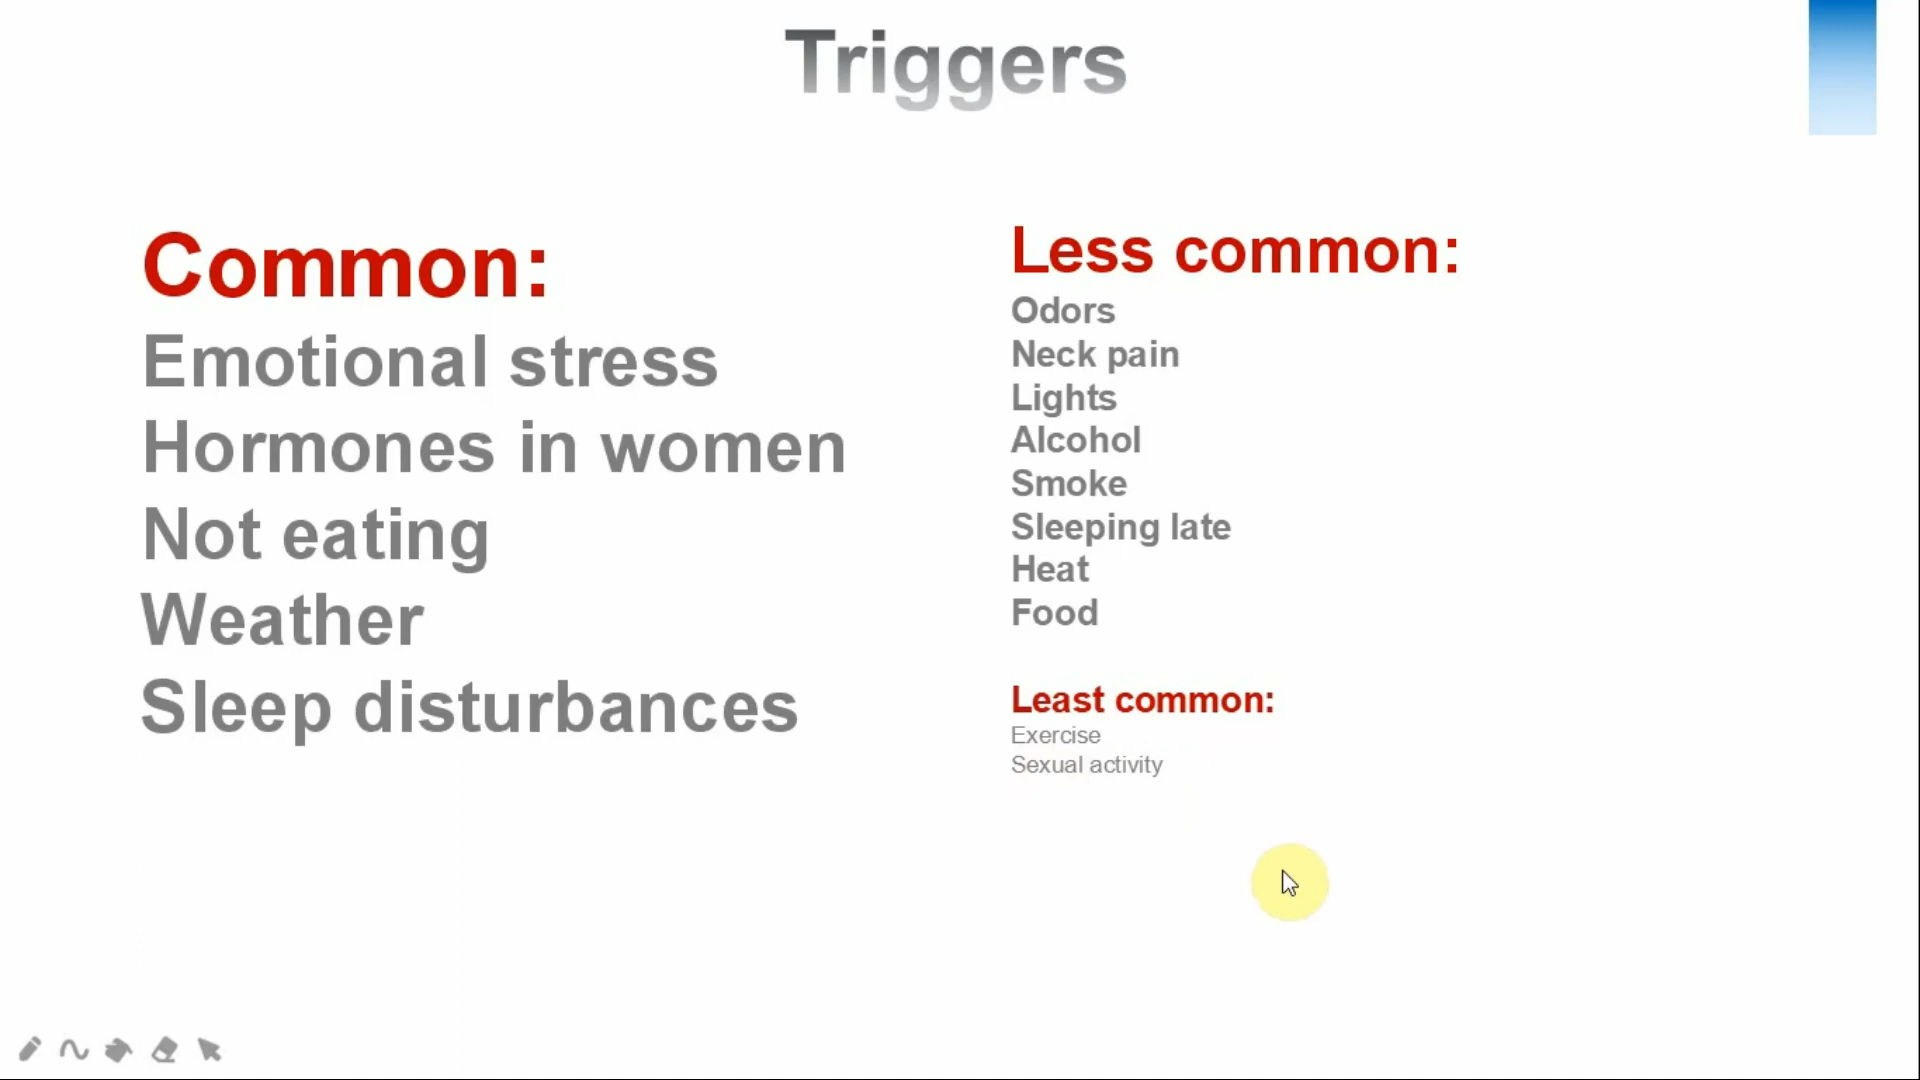 Triggers
Common:
Emotional stress
Hormones in women
Not eating
Weather
Sleep disturbances
Less common:
Odors
Neck pain
Lights
Alcohol
Smoke
Sleeping late
Heat
Food
Least common:
Exercise
Sexual activity